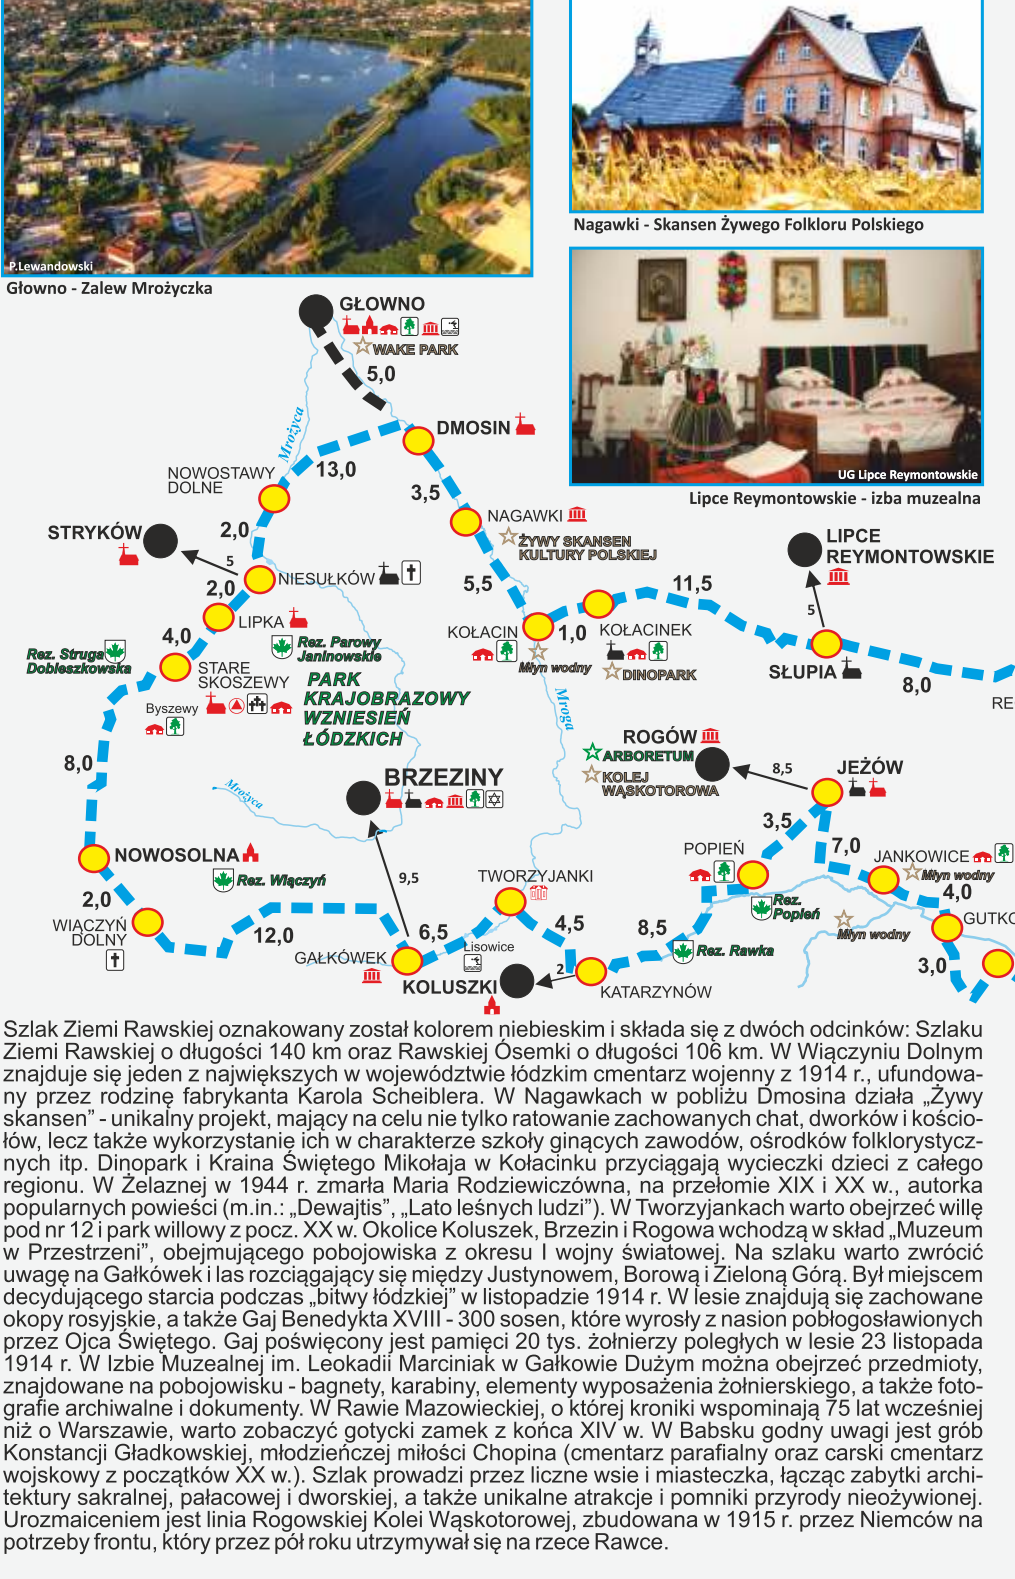 P.Lewandowski
Głowno - Zalew Mrożyczka
Nagawki - Skansen Żywego Folkloru Polskiego
UG Lipce Reymontowskie
Lipce Reymontowskie - izba muzealna
GŁOWNO
WAKE PARK
5,0
Mrożyca
DMOSIN
13,0
NOWOSTAWY
DOLNE
3,5
NAGAWKI
ŻYWY SKANSEN
KULTURY POLSKIEJ
STRYKÓW
2,0
5
NIESUŁKÓW
2,0
5,5
LIPCE
REYMONTOWSKIE
11,5
5
LIPKA
4,0
KOŁACIN
1,0
KOŁACINEK
Młyn wodny
DINOPARK
SŁUPIA
8,0
RE
Rez. Struga
Dobieszkowska
Rez. Parowy
Janinowskie
STARE
SKOSZEWY
Byszewy
PARK
KRAJOBRAZOWY
WZNIESIEŃ
ŁÓDZKICH
Mroga
8,0
Mrożyca
BRZEZINY
ROGÓW
ARBORETUM
KOLEJ
WĄSKOTOROWA
8,5
JEŻÓW
3,5
7,0
POPIEŃ
JANKOWICE
Młyn wodny
4,0
NOWOSOLNA
Rez. Wiączyń
9,5
TWORZYJANKI
2,0
WIĄCZYŃ
DOLNY
12,0
6,5
4,5
8,5
Rez.
Popień
Młyn wodny
GUTKO
GAŁKÓWEK
Lisowice
Rez. Rawka
3,0
KOLUSZKI
2
KATARZYNÓW
Szlak Ziemi Rawskiej oznakowany został kolorem niebieskim i składa się z dwóch odcinków: Szlaku
Ziemi Rawskiej o długości 140 km oraz Rawskiej Ósemki o długości 106 km. W Wiączyniu Dolnym
znajduje się jeden z największych w województwie łódzkim cmentarz wojenny z 1914 r., ufundowa-
ny przez rodzinę fabrykanta Karola Scheiblera. W Nagawkach w pobliżu Dmosina działa „Żywy
skansen” - unikalny projekt, mający na celu nie tylko ratowanie zachowanych chat, dworków i kościo-
łów, lecz także wykorzystanie ich w charakterze szkoły ginących zawodów, ośrodków folklorystycz-
nych itp. Dinopark i Kraina Świętego Mikołaja w Kołacinku przyciągają wycieczki dzieci z całego
regionu. W Żelaznej w 1944 r. zmarła Maria Rodziewiczówna, na przełomie XIX i XX w., autorka
popularnych powieści (m.in.: „Dewajtis”, „Lato leśnych ludzi”). W Tworzyjankach warto obejrzeć willę
pod nr 12 i park willowy z pocz. XX w. Okolice Koluszek, Brzezin i Rogowa wchodzą w skład „Muzeum
w Przestrzeni”, obejmującego pobojowiska z okresu I wojny światowej. Na szlaku warto zwrócić
uwagę na Gałkówek i las rozciągający się między Justynowem, Borową i Zieloną Górą. Był miejscem
decydującego starcia podczas „bitwy łódzkiej” w listopadzie 1914 r. W lesie znajdują się zachowane
okopy rosyjskie, a także Gaj Benedykta XVIII - 300 sosen, które wyrosły z nasion pobłogosławionych
przez Ojca Świętego. Gaj poświęcony jest pamięci 20 tys. żołnierzy poległych w lesie 23 listopada
1914 r. W Izbie Muzealnej im. Leokadii Marciniak w Gałkowie Dużym można obejrzeć przedmioty,
znajdowane na pobojowisku - bagnety, karabiny, elementy wyposażenia żołnierskiego, a także foto-
grafie archiwalne i dokumenty. W Rawie Mazowieckiej, o której kroniki wspominają 75 lat wcześniej
niż o Warszawie, warto zobaczyć gotycki zamek z końca XIV w. W Babsku godny uwagi jest grób
Konstancji Gładkowskiej, młodzieńczej miłości Chopina (cmentarz parafialny oraz carski cmentarz
wojskowy z początków XX w.). Szlak prowadzi przez liczne wsie i miasteczka, łącząc zabytki archi-
tektury sakralnej, pałacowej i dworskiej, a także unikalne atrakcje i pomniki przyrody nieożywionej.
Urozmaiceniem jest linia Rogowskiej Kolei Wąskotorowej, zbudowana w 1915 r. przez Niemców na
potrzeby frontu, który przez pół roku utrzymywał się na rzece Rawce.